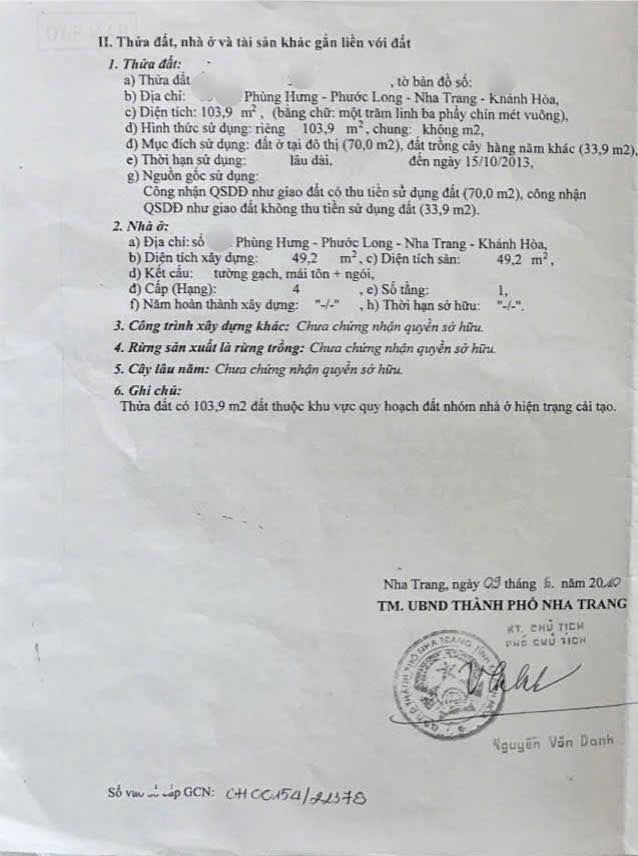 II. Thửa đất, nhà ở và tài sản khác gắn liền với đất
1. Thửa đất:
a) Thửa đất , tờ bản đồ số:
b) Địa chỉ: Phùng Hưng - Phước Long - Nha Trang - Khánh Hòa,
c) Diện tích: 103,9 m², (bằng chữ: một trăm linh ba phẩy chín mét vuông),
d) Hình thức sử dụng: riêng 103,9 m², chung: không m2,
đ) Mục đích sử dụng: đất ở tại đô thị (70,0 m2), đất trồng cây hàng năm khác (33,9 m2),
e) Thời hạn sử dụng: lâu dài, đến ngày 15/10/2013,
g) Nguồn gốc sử dụng:
Công nhận QSDĐ như giao đất có thu tiền sử dụng đất (70,0 m2), công nhận
QSDĐ như giao đất không thu tiền sử dụng đất (33,9 m2).
2. Nhà ở:
a) Địa chỉ: số Phùng Hưng - Phước Long - Nha Trang - Khánh Hòa,
b) Diện tích xây dựng: 49,2 m², c) Diện tích sàn: 49,2 m²,
d) Kết cấu: tường gạch, mái tôn + ngói,
đ) Cấp (Hạng): 4 , e) Số tầng: 1,
f) Năm hoàn thành xây dựng: "-/-" , h) Thời hạn sở hữu: "-/-".
3. Công trình xây dựng khác: Chưa chứng nhận quyền sở hữu.
4. Rừng sản xuất là rừng trồng: Chưa chứng nhận quyền sở hữu.
5. Cây lâu năm: Chưa chứng nhận quyền sở hữu.
6. Ghi chú:
Thửa đất có 103,9 m2 đất thuộc khu vực quy hoạch đất nhóm nhà ở hiện trạng cải tạo.
Nha Trang, ngày 09 tháng năm 2010
TM. UBND THÀNH PHỐ NHA TRANG
KT. CHỦ TỊCH
PHÓ CHỦ TỊCH
Nguyễn Văn Danh
Số vào cấp GCN: CH 00154/22378